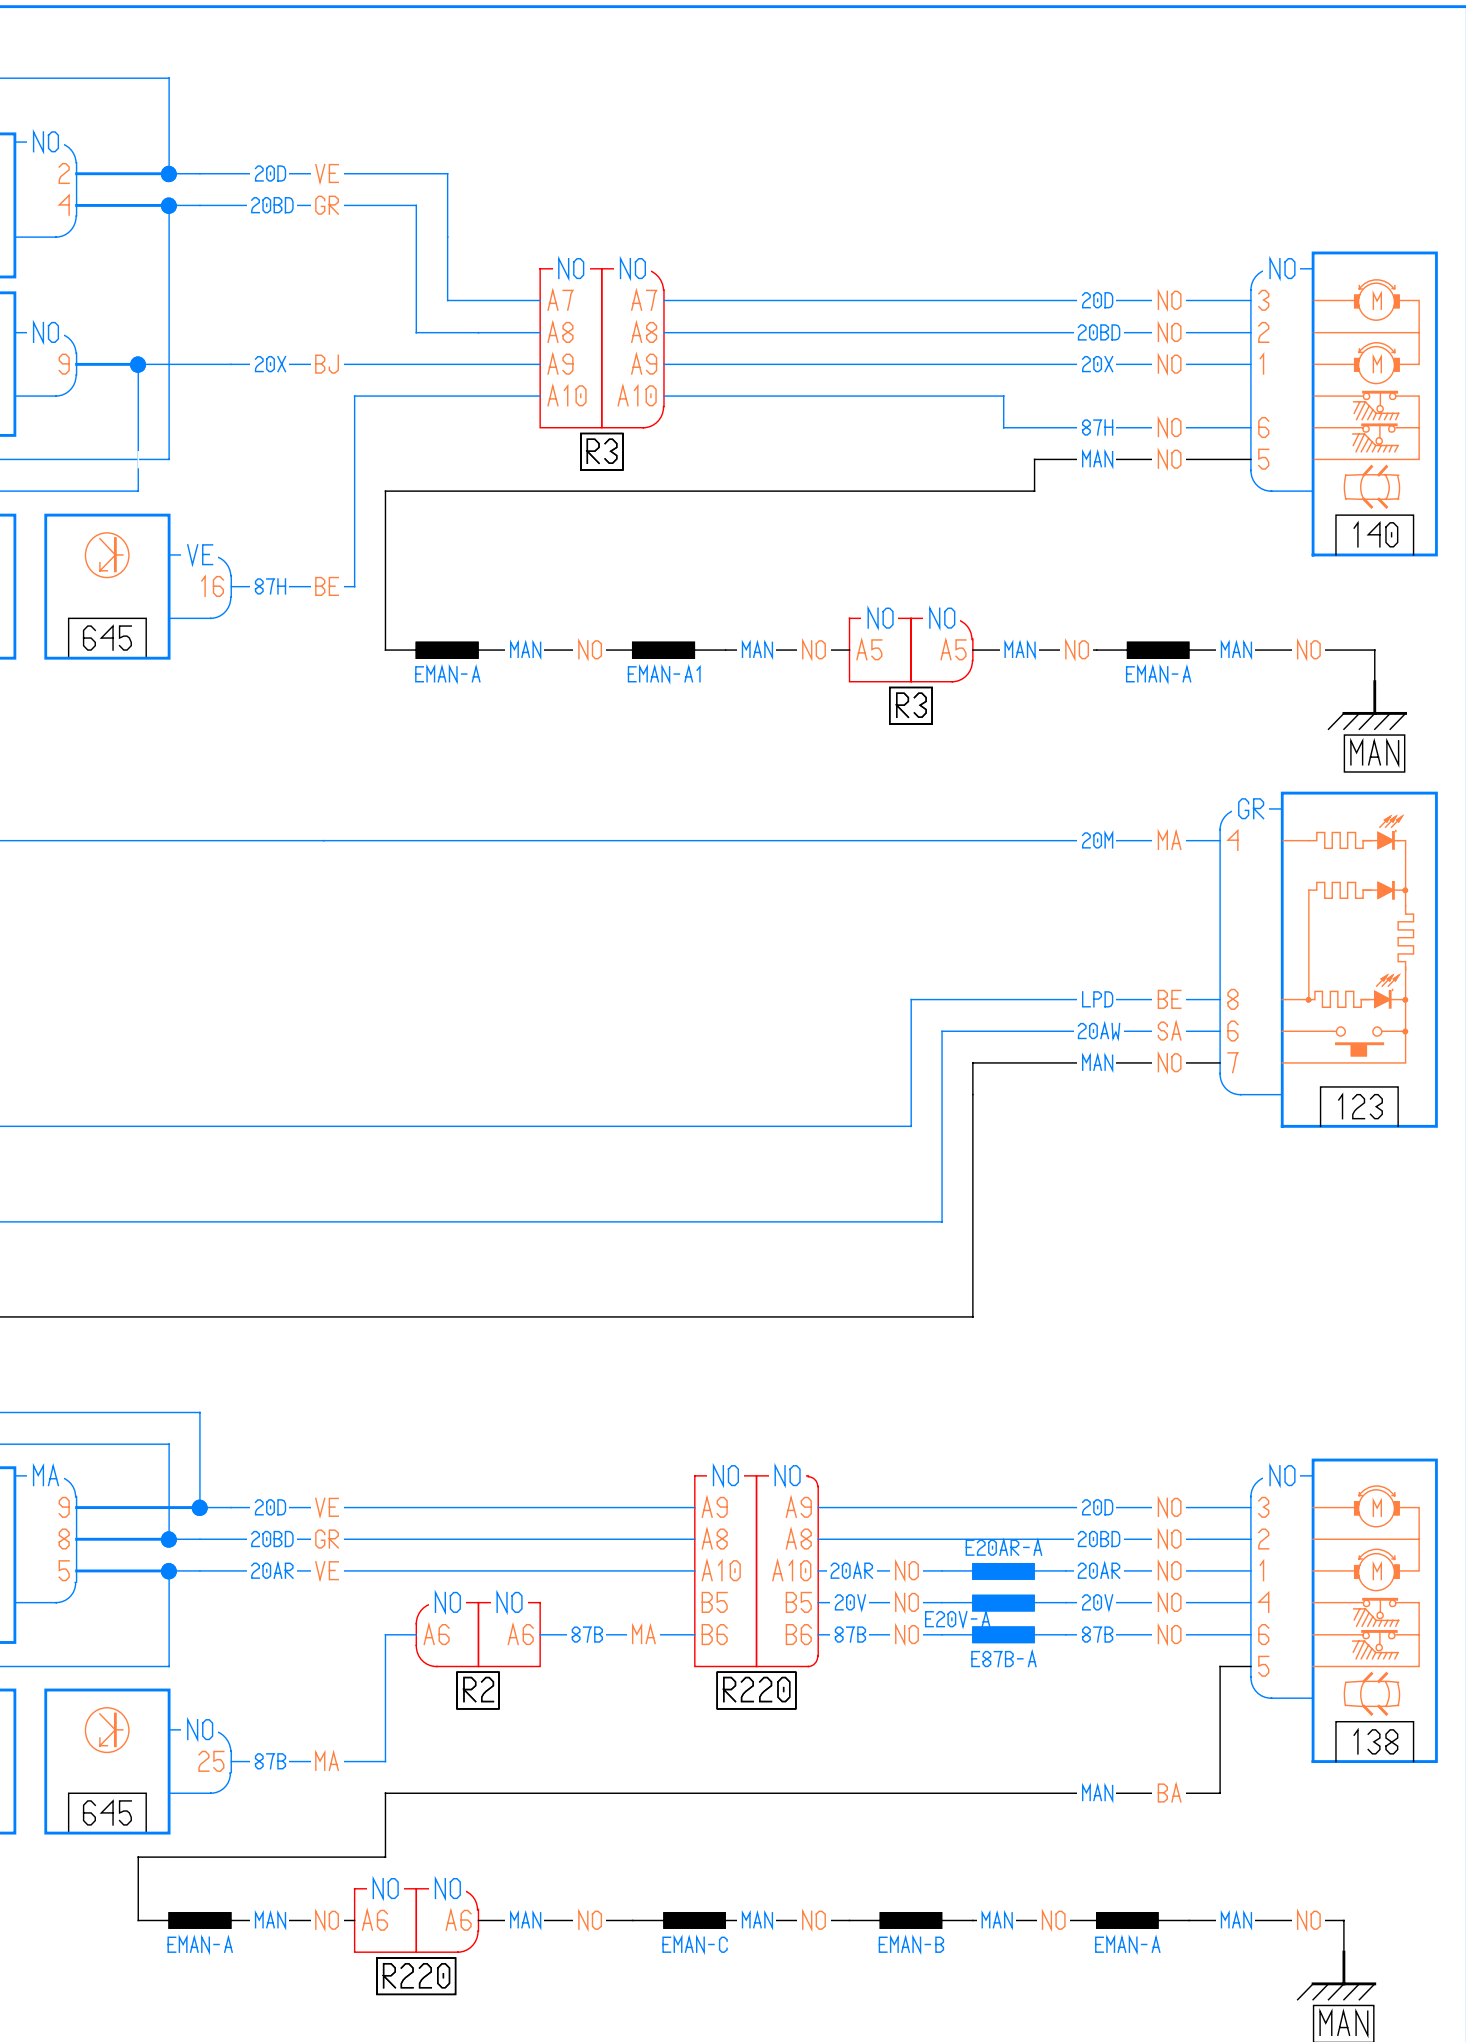 NO
2 20D VE
4 20BD GR
NO NO NO
A7 A7 20D NO 3 M
NO A8 A8 20BD NO 2
9 20X BJ A9 A9 20X NO 1 M
A10 A10
87H NO 6
R3
MAN NO 5
140
VE
16 87H BE
645
NO NO
MAN NO MAN NO A5 A5 MAN NO MAN NO
EMAN-A EMAN-A1 EMAN-A
R3
MAN
GR
20M MA 4
LPD BE 8
20AW SA 6
MAN NO 7
123
MA NO NO NO
9 20D VE A9 A9 20D NO 3 M
8 20BD GR A8 A8 20BD NO 2
E20AR-A
5 20AR VE A10 A10 20AR NO 20AR NO 1 M
NO NO B5 B5 20V NO 20V NO 4
E20V-A
A6 A6 87B MA B6 B6 87B NO 87B NO 6
E87B-A
5
R2 R220
NO 138
25 87B MA
MAN BA
645
NO NO
MAN NO A6 A6 MAN NO MAN NO MAN NO MAN NO
EMAN-A EMAN-C EMAN-B EMAN-A
R220
MAN